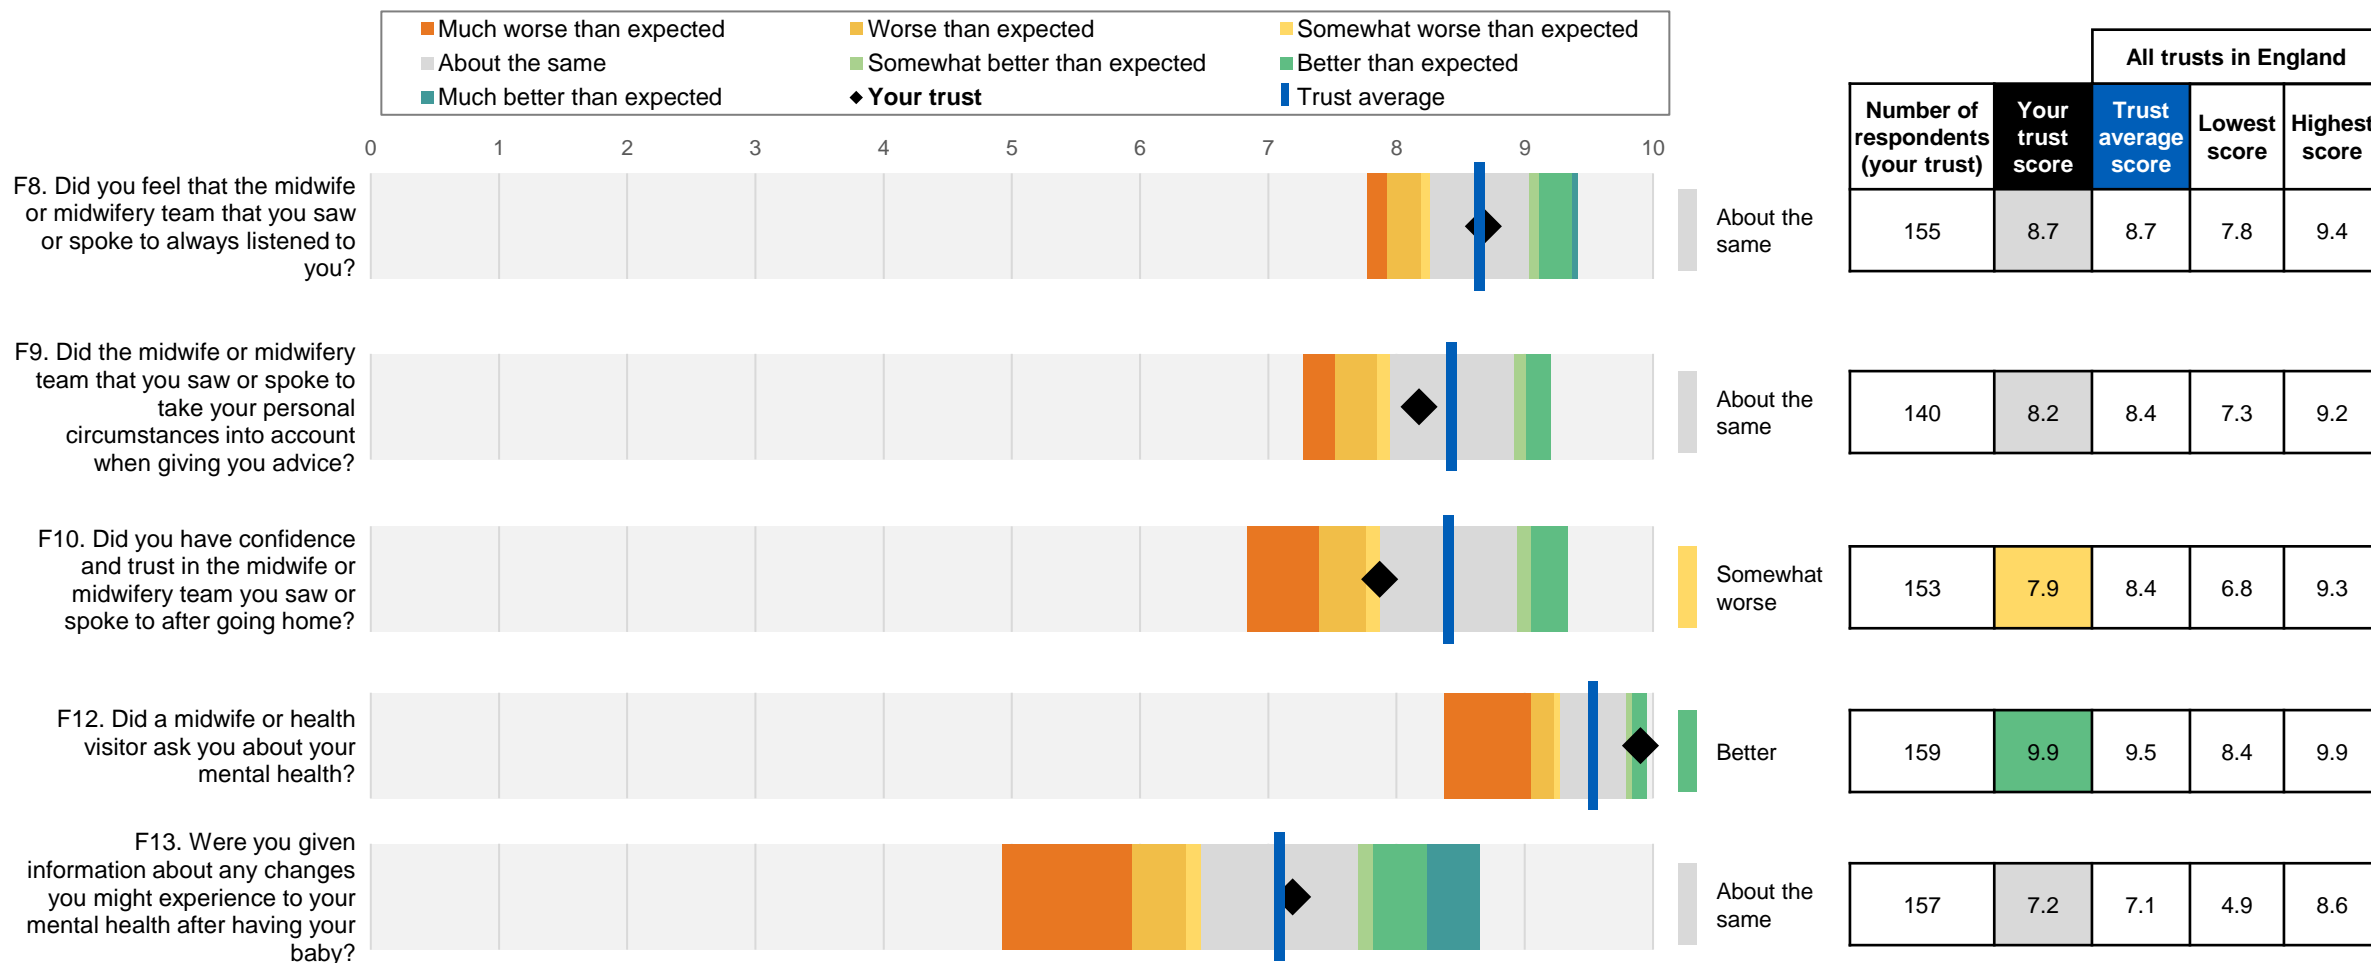 Much worse than expected
Worse than expected
Somewhat worse than expected
About the same
Somewhat better than expected
Better than expected
Much better than expected
Your trust
Trust average
All trusts in England
Number of
respondents
(your trust)
Your
trust
score
Trust
average
score
Lowest
score
Highest
score
0 1 2 3 4 5 6 7 8 9 10
F8. Did you feel that the midwife
or midwifery team that you saw
or spoke to always listened to
you?
About the
same
155 8.7 8.7 7.8 9.4
F9. Did the midwife or midwifery
team that you saw or spoke to
take your personal
circumstances into account
when giving you advice?
About the
same
140 8.2 8.4 7.3 9.2
F10. Did you have confidence
and trust in the midwife or
midwifery team you saw or
spoke to after going home?
Somewhat
worse
153 7.9 8.4 6.8 9.3
F12. Did a midwife or health
visitor ask you about your
mental health?
Better
159 9.9 9.5 8.4 9.9
F13. Were you given
information about any changes
you might experience to your
mental health after having your
baby?
About the
same
157 7.2 7.1 4.9 8.6